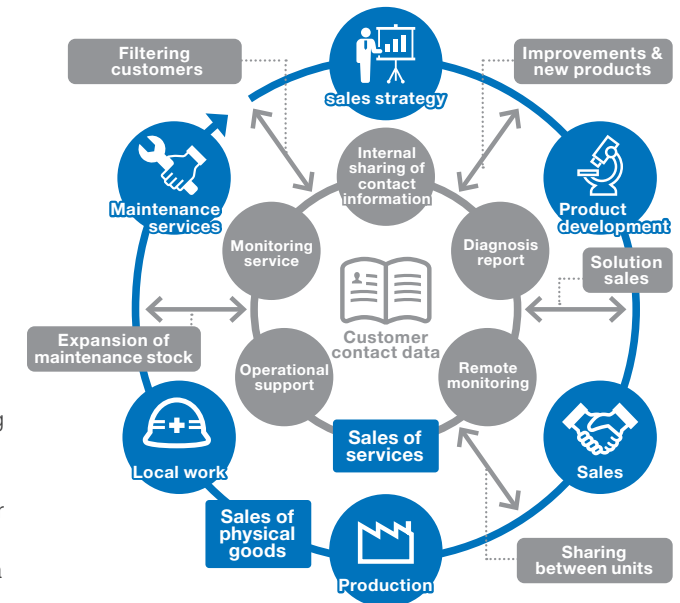 Filtering
customers
Improvements &
new products
sales strategy
Internal
sharing of
contact
information
Maintenance
services
Product
development
Monitoring
service
Diagnosis
report
Solution
sales
Customer
contact data
Expansion of
maintenance stock
Operational
support
Remote
monitoring
g
Sales of
services
Local work
Sales
r
Sales of
physical
goods
Sharing
between units
Production